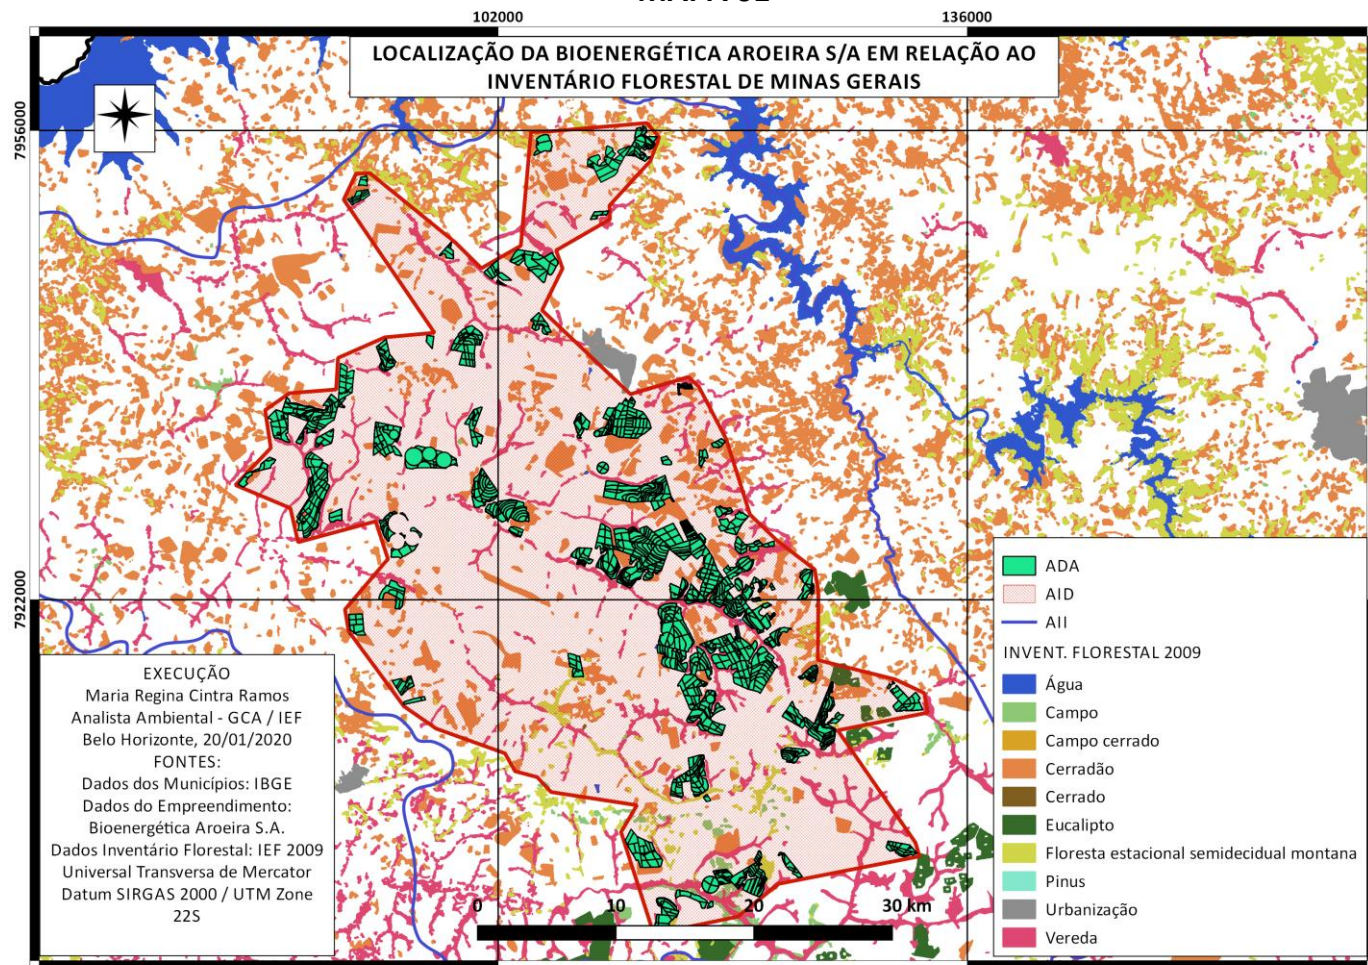 102000
136000
LOCALIZAÇÃO DA BIOENERGÉTICA AROEIRA S/A EM RELAÇÃO AO
INVENTÁRIO FLORESTAL DE MINAS GERAIS
7956000
7922000
ADA
AID
AII
INVENT. FLORESTAL 2009
Água
Campo
Campo cerrado
Cerradão
Cerrado
Eucalipto
Floresta estacional semidecidual montana
Pinus
Urbanização
Vereda
EXECUÇÃO
Maria Regina Cintra Ramos
Analista Ambiental - GCA / IEF
Belo Horizonte, 20/01/2020
FONTES:
Dados dos Municípios: IBGE
Dados do Empreendimento:
Bioenergética Aroeira S.A.
Dados Inventário Florestal: IEF 2009
Universal Transversa de Mercator
Datum SIRGAS 2000 / UTM Zone
22S
0 10 20 30 km